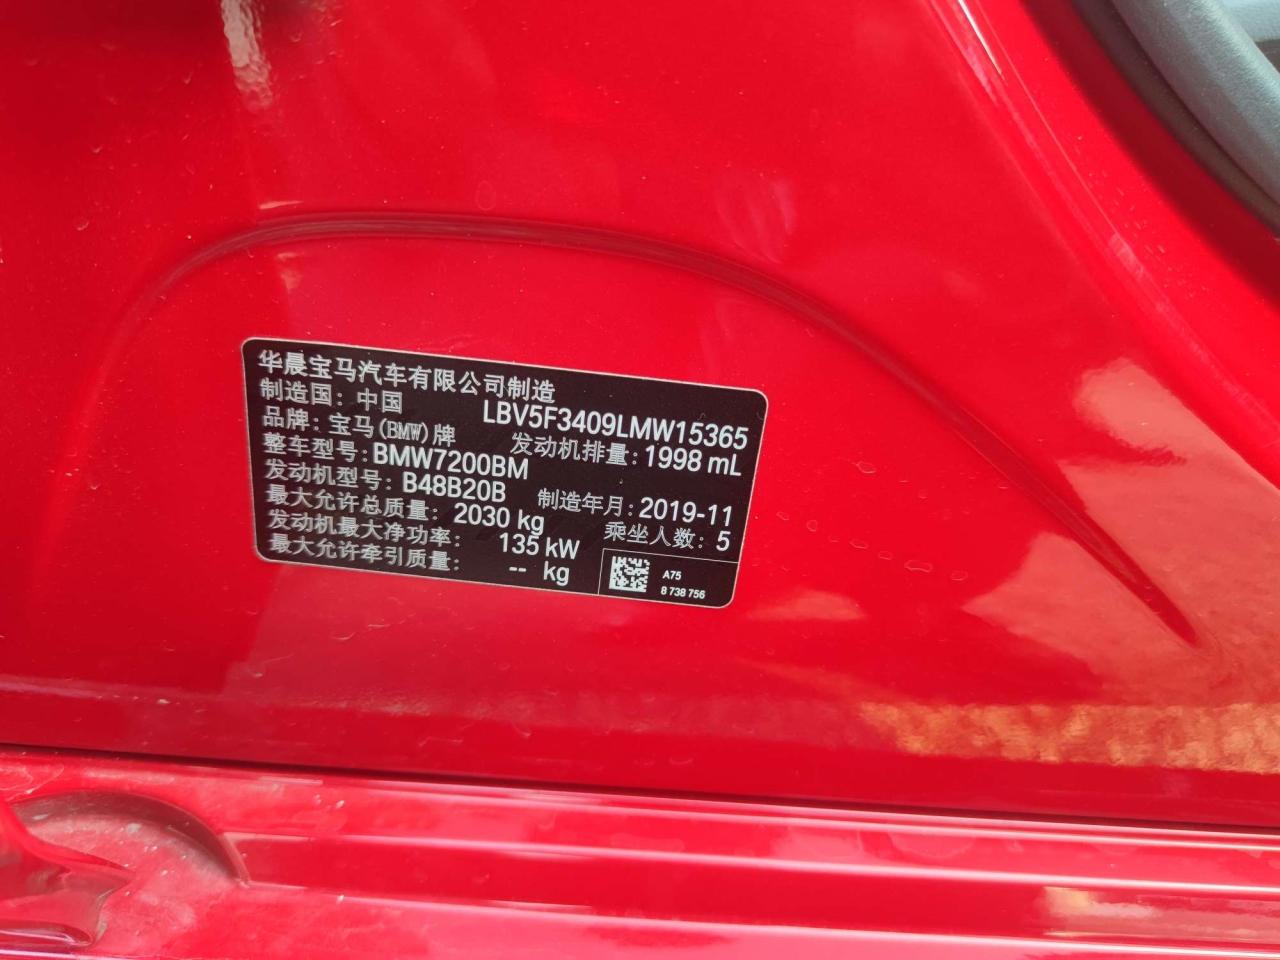 华晨宝马汽车有限公司制造
制造国：中国 LBV5F3409LMW15365
品牌：宝马(BMW)牌 发动机排量：1998 mL
整车型号：BMW7200BM
发动机型号：B48B20B 制造年月：2019-11
最大允许总质量：2030 kg 乘坐人数：5
发动机最大净功率：135 kW
最大允许牵引质量：-- kg
A75
8 738 756